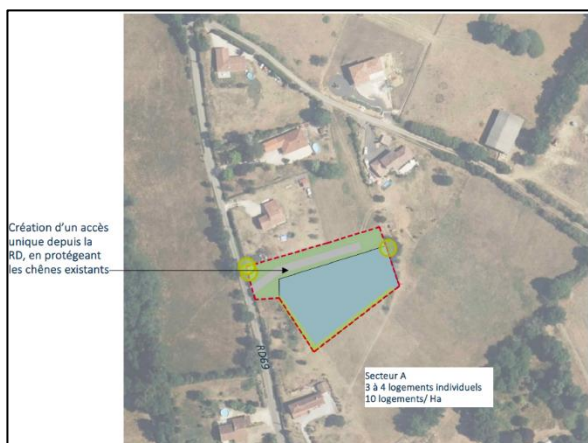 Création d'un accès
unique depuis la
RD, en protégeant
les chênes existants
RD69
Secteur A
3 à 4 logements individuels
10 logements/ Ha